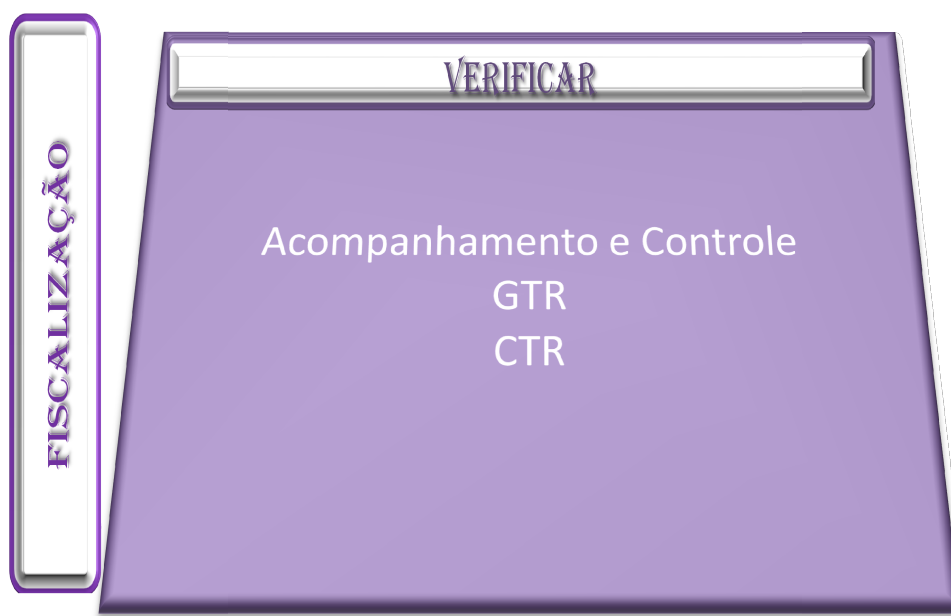 FISCALIZAÇÃO
VERIFICAR
Acompanhamento e Controle
GTR
CTR